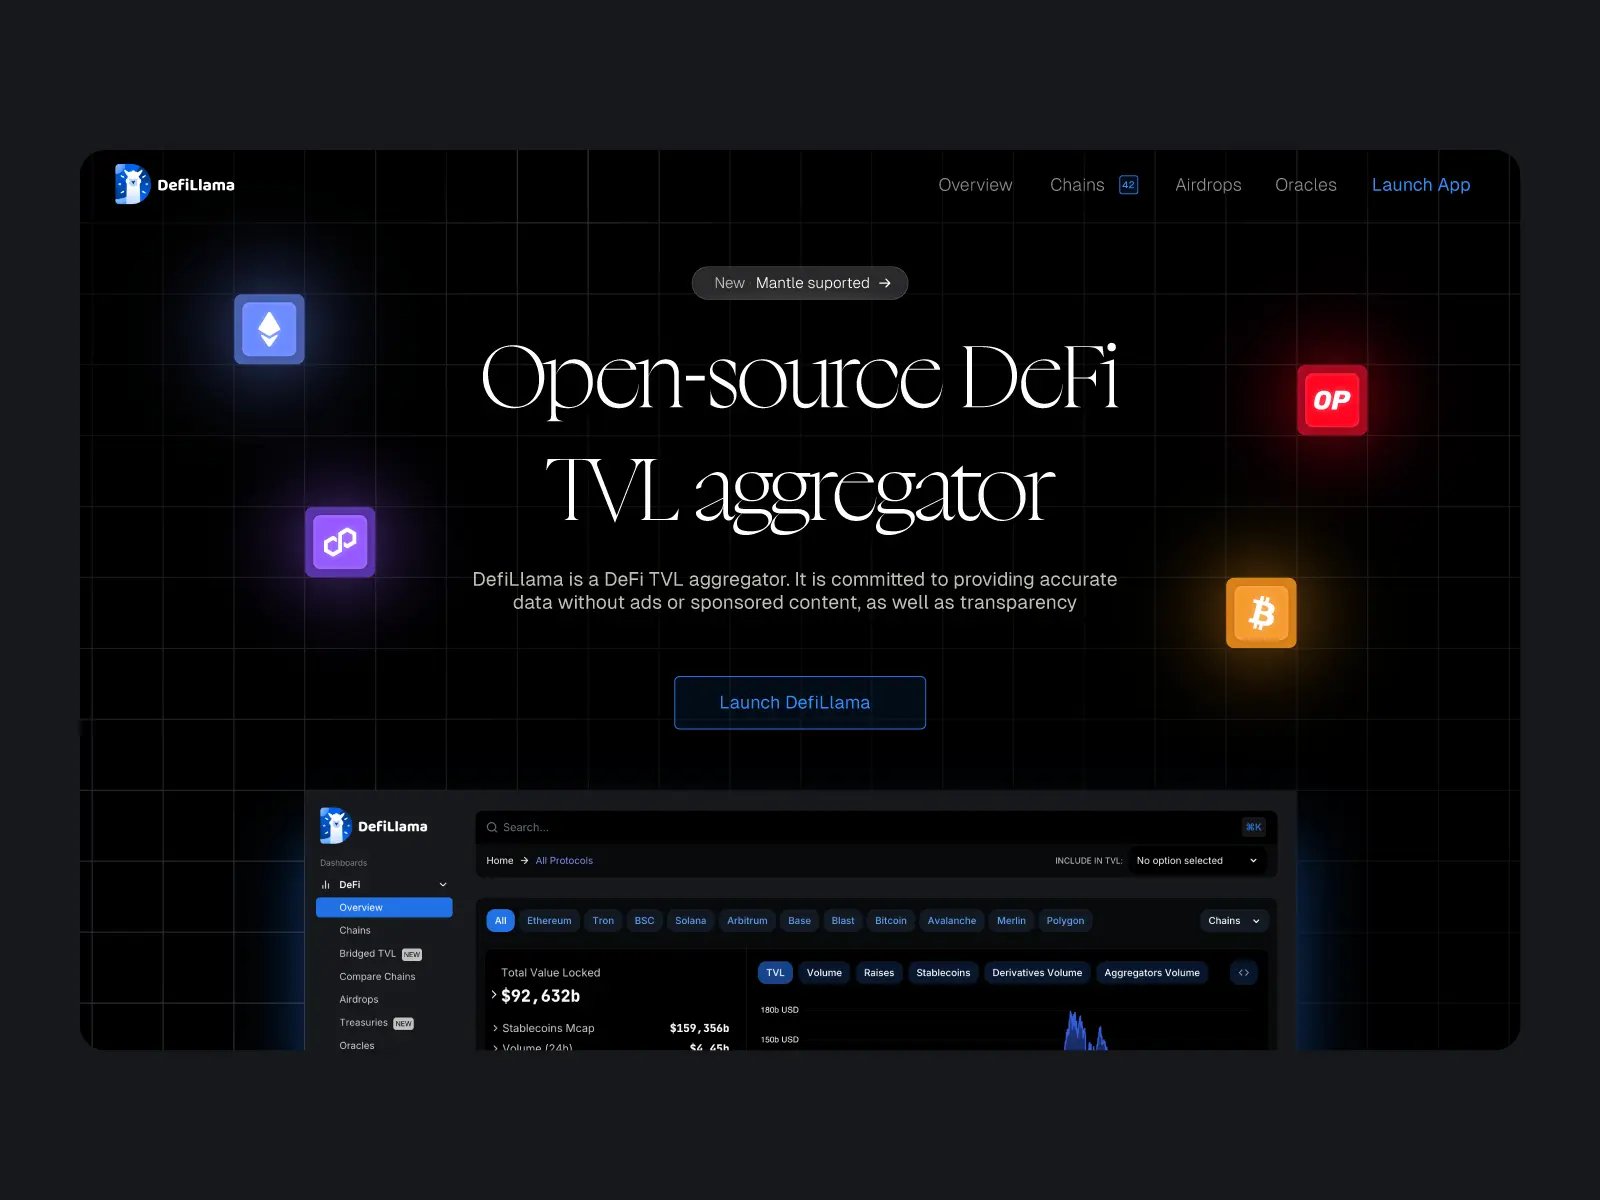 DefiLlama
Overview
Chains 42
Airdrops
Oracles
Launch App
New · Mantle suported →
OP
Open-source DeFi
TVL aggregator
DefiLlama is a DeFi TVL aggregator. It is committed to providing accurate
data without ads or sponsored content, as well as transparency
Launch DefiLlama
DefiLlama
Dashboards
DeFi
Overview
Chains
Bridged TVL NEW
Compare Chains
Airdrops
Treasuries NEW
Oracles
Search...
⌘K
Home → All Protocols
INCLUDE IN TVL: No option selected
All
Ethereum
Tron
BSC
Solana
Arbitrum
Base
Blast
Bitcoin
Avalanche
Merlin
Polygon
Chains
Total Value Locked
$92,632b
Stablecoins Mcap $159,356b
Volume (24h) $4,45b
TVL
Volume
Raises
Stablecoins
Derivatives Volume
Aggregators Volume
180b USD
150b USD